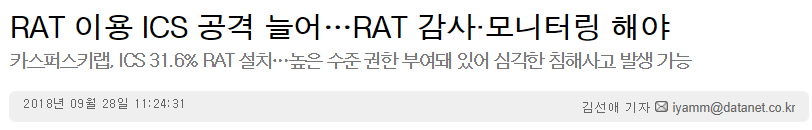 RAT 이용 ICS 공격 늘어…RAT 감사·모니터링 해야
카스퍼스키랩, ICS 31.6% RAT 설치…높은 수준 권한 부여돼 있어 심각한 침해사고 발생 가능
2018년 09월 28일 11:24:31
김선애 기자 iyamm@datanet.co.kr